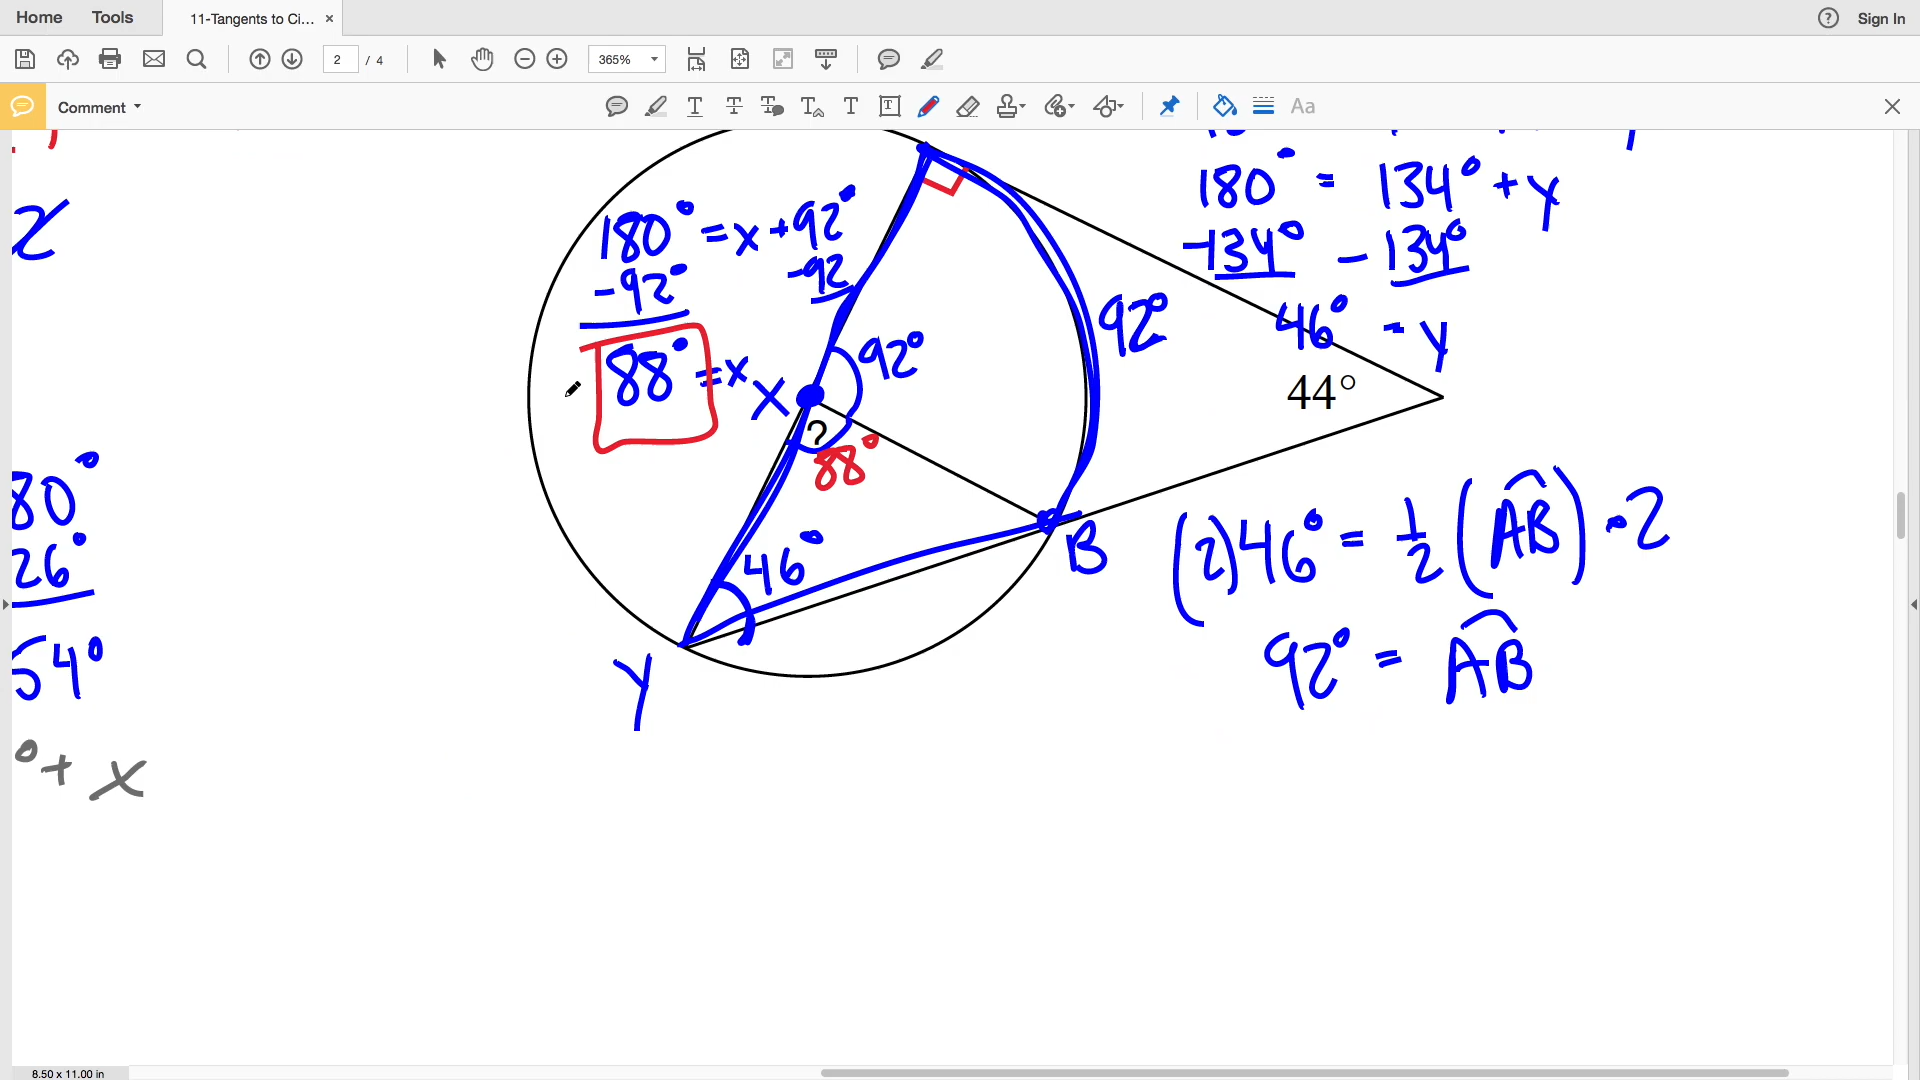 Home Tools 11-Tangents to Ci... × Sign In
2 / 4 365%
Comment Aa
180° = 134° + y
-134° - 134°
46° = y
180° = x + 92°
-92° -92
88° = x
x
92°
92°
44°
?
88°
46°
B
Y
(2)46° = 1/2 (AB) · 2
92° = AB
z
80°
26°
54°
° + x
8.50 x 11.00 in